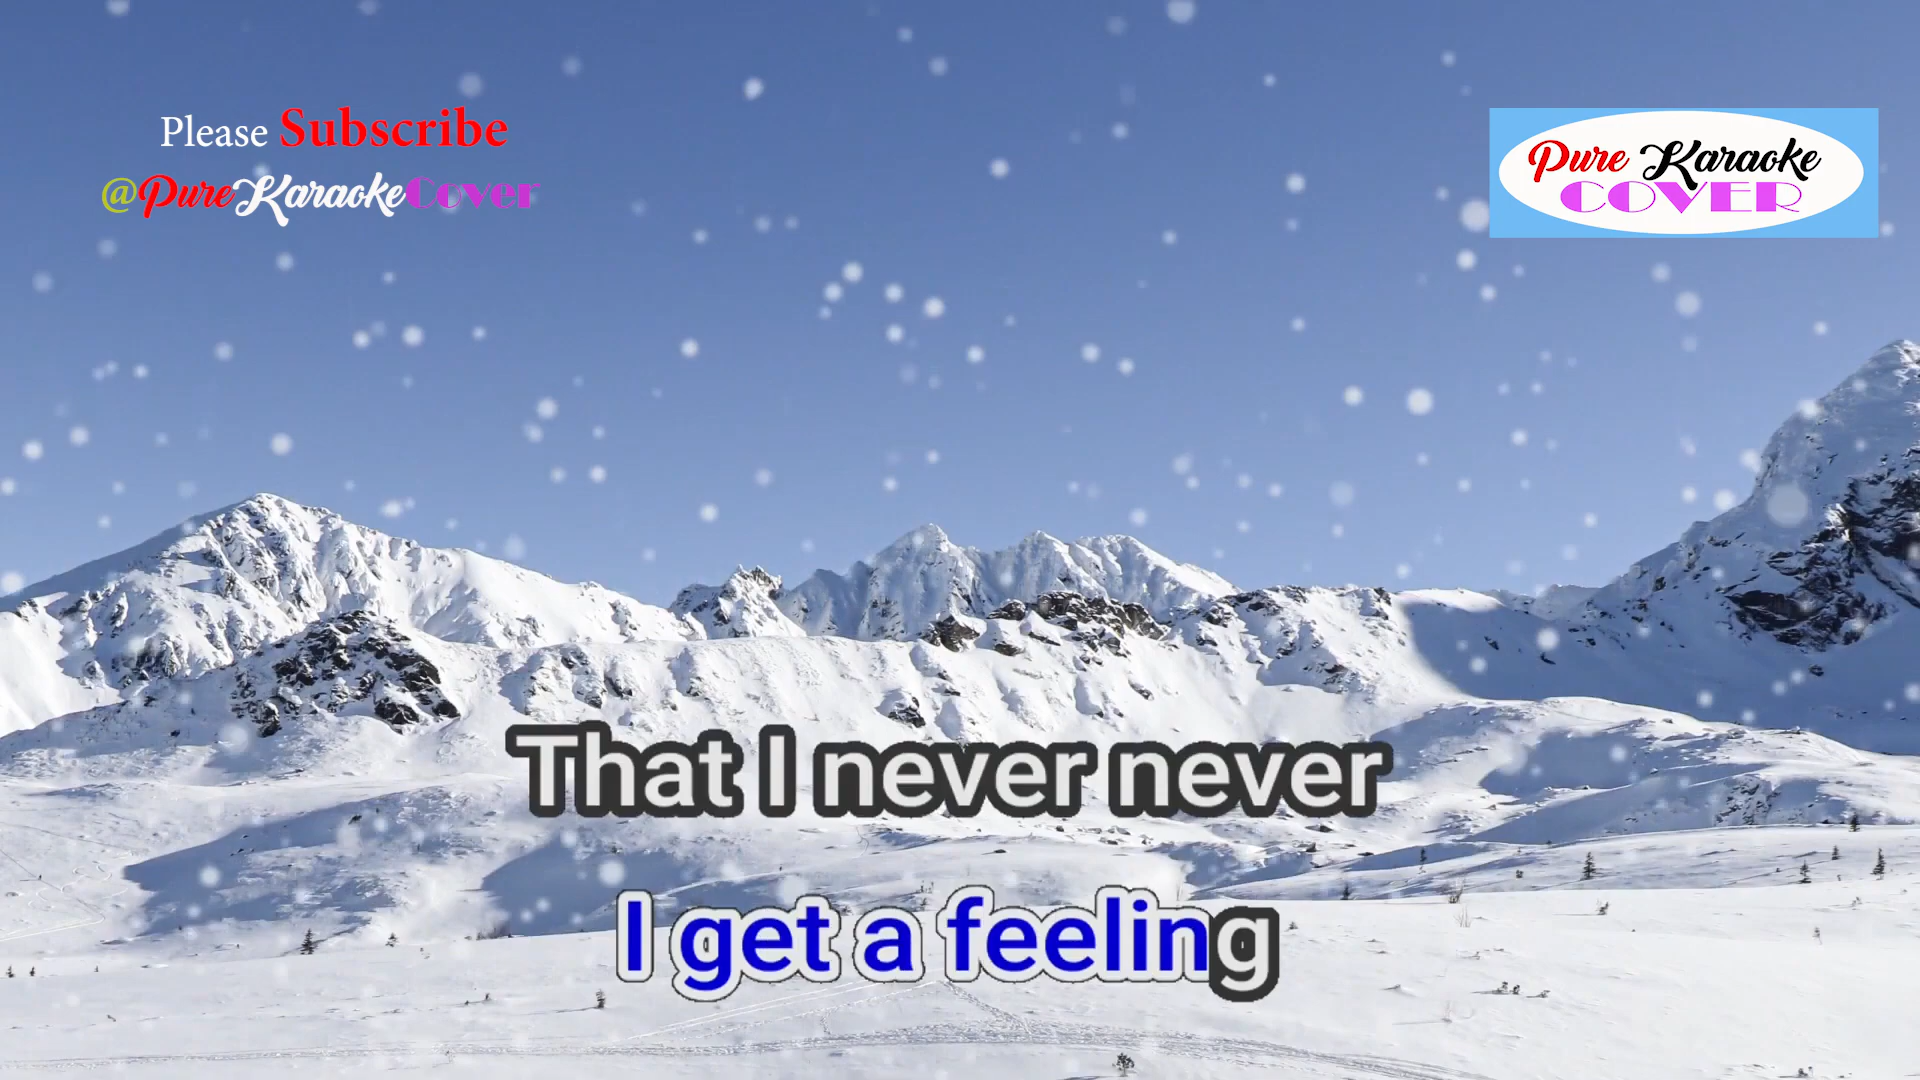 Please Subscribe
@PureKaraokeCover
Pure Karaoke
COVER
That I never never
I get a feeling